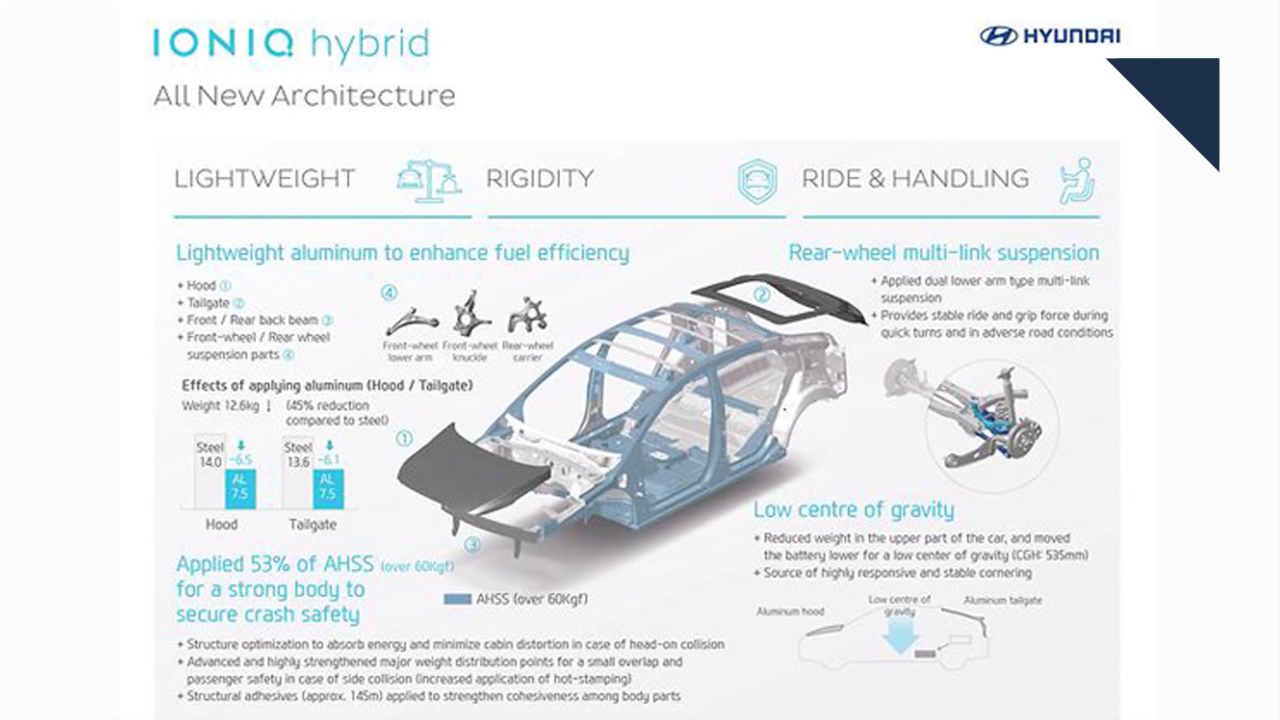 IONIQ hybrid
HYUNDAI
All New Architecture
LIGHTWEIGHT
RIGIDITY
RIDE & HANDLING
Lightweight aluminum to enhance fuel efficiency
+ Hood ①
+ Tailgate ②
+ Front / Rear back beam ③
+ Front-wheel / Rear wheel
suspension parts ④
④
Front-wheel
lower arm
Front-wheel
knuckle
Rear-wheel
carrier
②
Effects of applying aluminum (Hood / Tailgate)
Weight 12.6kg ↓ (45% reduction
compared to steel)
Steel
14.0
-6.5
AL
7.5
Hood
Steel
13.6
-6.1
AL
7.5
Tailgate
①
③
Applied 53% of AHSS (over 60Kgf)
for a strong body to
secure crash safety
AHSS (over 60Kgf)
+ Structure optimization to absorb energy and minimize cabin distortion in case of head-on collision
+ Advanced and highly strengthened major weight distribution points for a small overlap and
passenger safety in case of side collision (increased application of hot-stamping)
+ Structural adhesives (approx. 145m) applied to strengthen cohesiveness among body parts
Rear-wheel multi-link suspension
+ Applied dual lower arm type multi-link
suspension
+ Provides stable ride and grip force during
quick turns and in adverse road conditions
Low centre of gravity
+ Reduced weight in the upper part of the car, and moved
the battery lower for a low center of gravity (CGH: 535mm)
+ Source of highly responsive and stable cornering
Aluminum hood
Low centre of
gravity
Aluminum tailgate